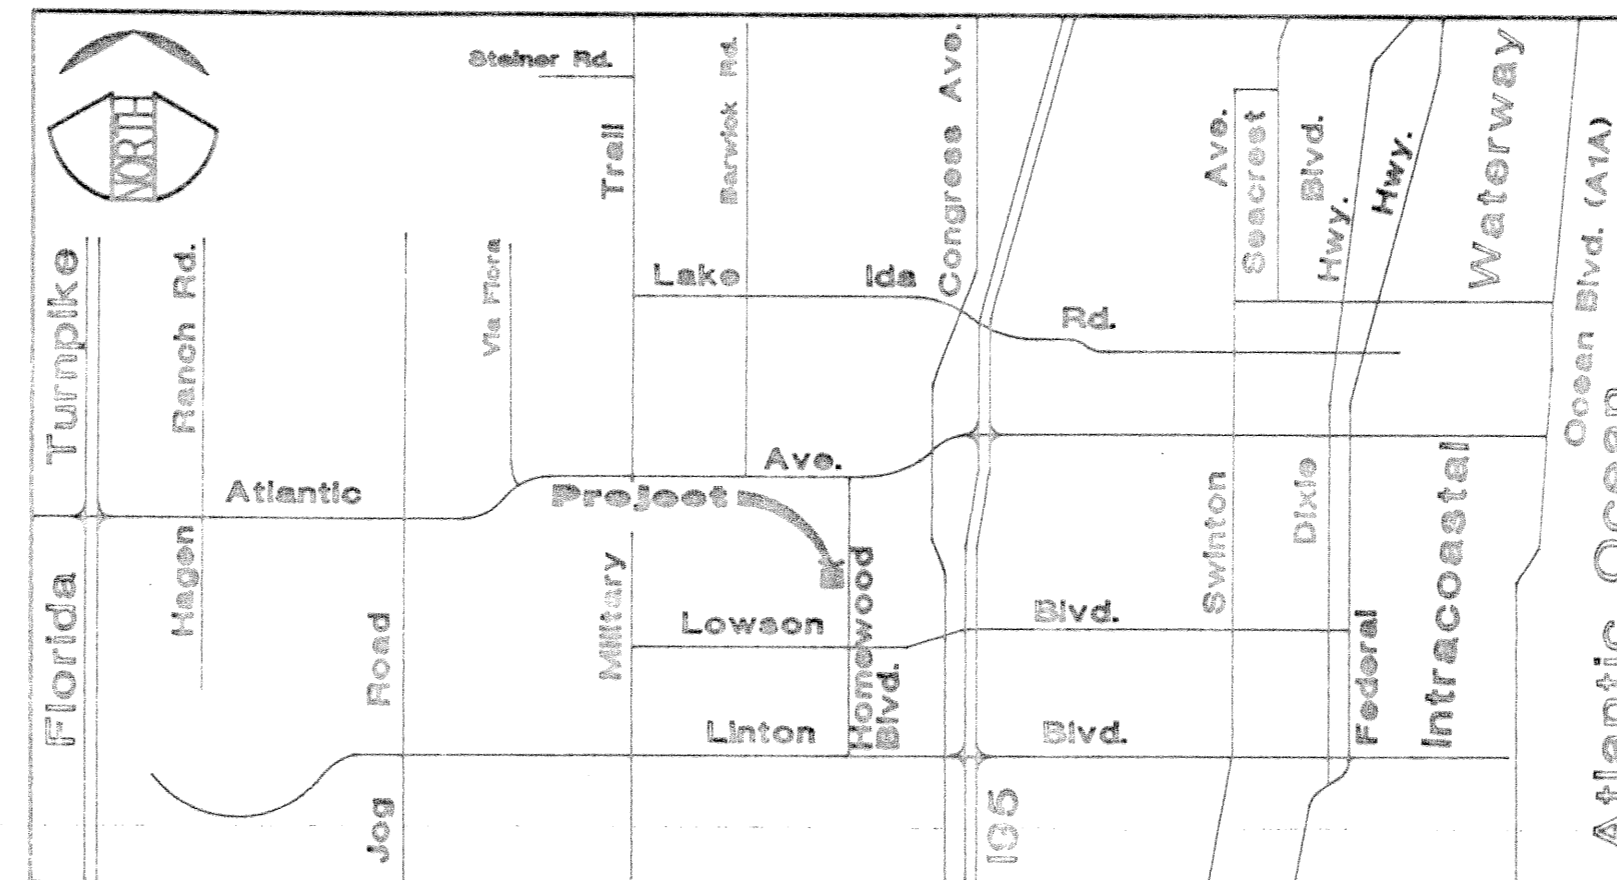 NORTH
Steiner Rd.
Trail
Barwick Rd.
Congress Ave.
Ave.
Seacrest
Blvd.
Hwy.
Hwy.
Waterway
Ocean Blvd. (A1A)
Florida Turnpike
Hagen Ranch Rd.
Via Flora
Lake Ida Rd.
Atlantic Ave.
Project
Military
Homewood
Blvd.
Swinton
Dixie
Federal
Intracoastal
Atlantic Ocean
Lowson Blvd.
Linton Blvd.
Jog Road
I95